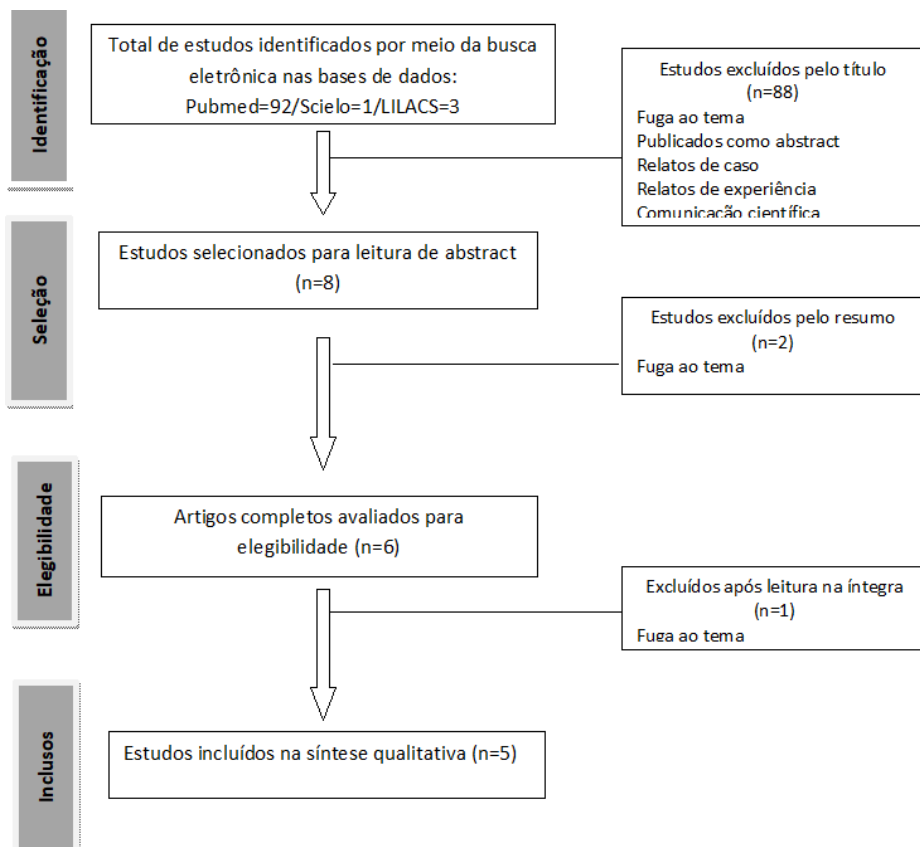 Identificação
Total de estudos identificados por meio da busca
eletrônica nas bases de dados:
Pubmed=92/Scielo=1/LILACS=3
Estudos excluídos pelo título
(n=88)
Fuga ao tema
Publicados como abstract
Relatos de caso
Relatos de experiência
Comunicação científica
Seleção
Estudos selecionados para leitura de abstract
(n=8)
Estudos excluídos pelo resumo
(n=2)
Fuga ao tema
Elegibilidade
Artigos completos avaliados para
elegibilidade (n=6)
Excluídos após leitura na íntegra
(n=1)
Fuga ao tema
Inclusos
Estudos incluídos na síntese qualitativa (n=5)